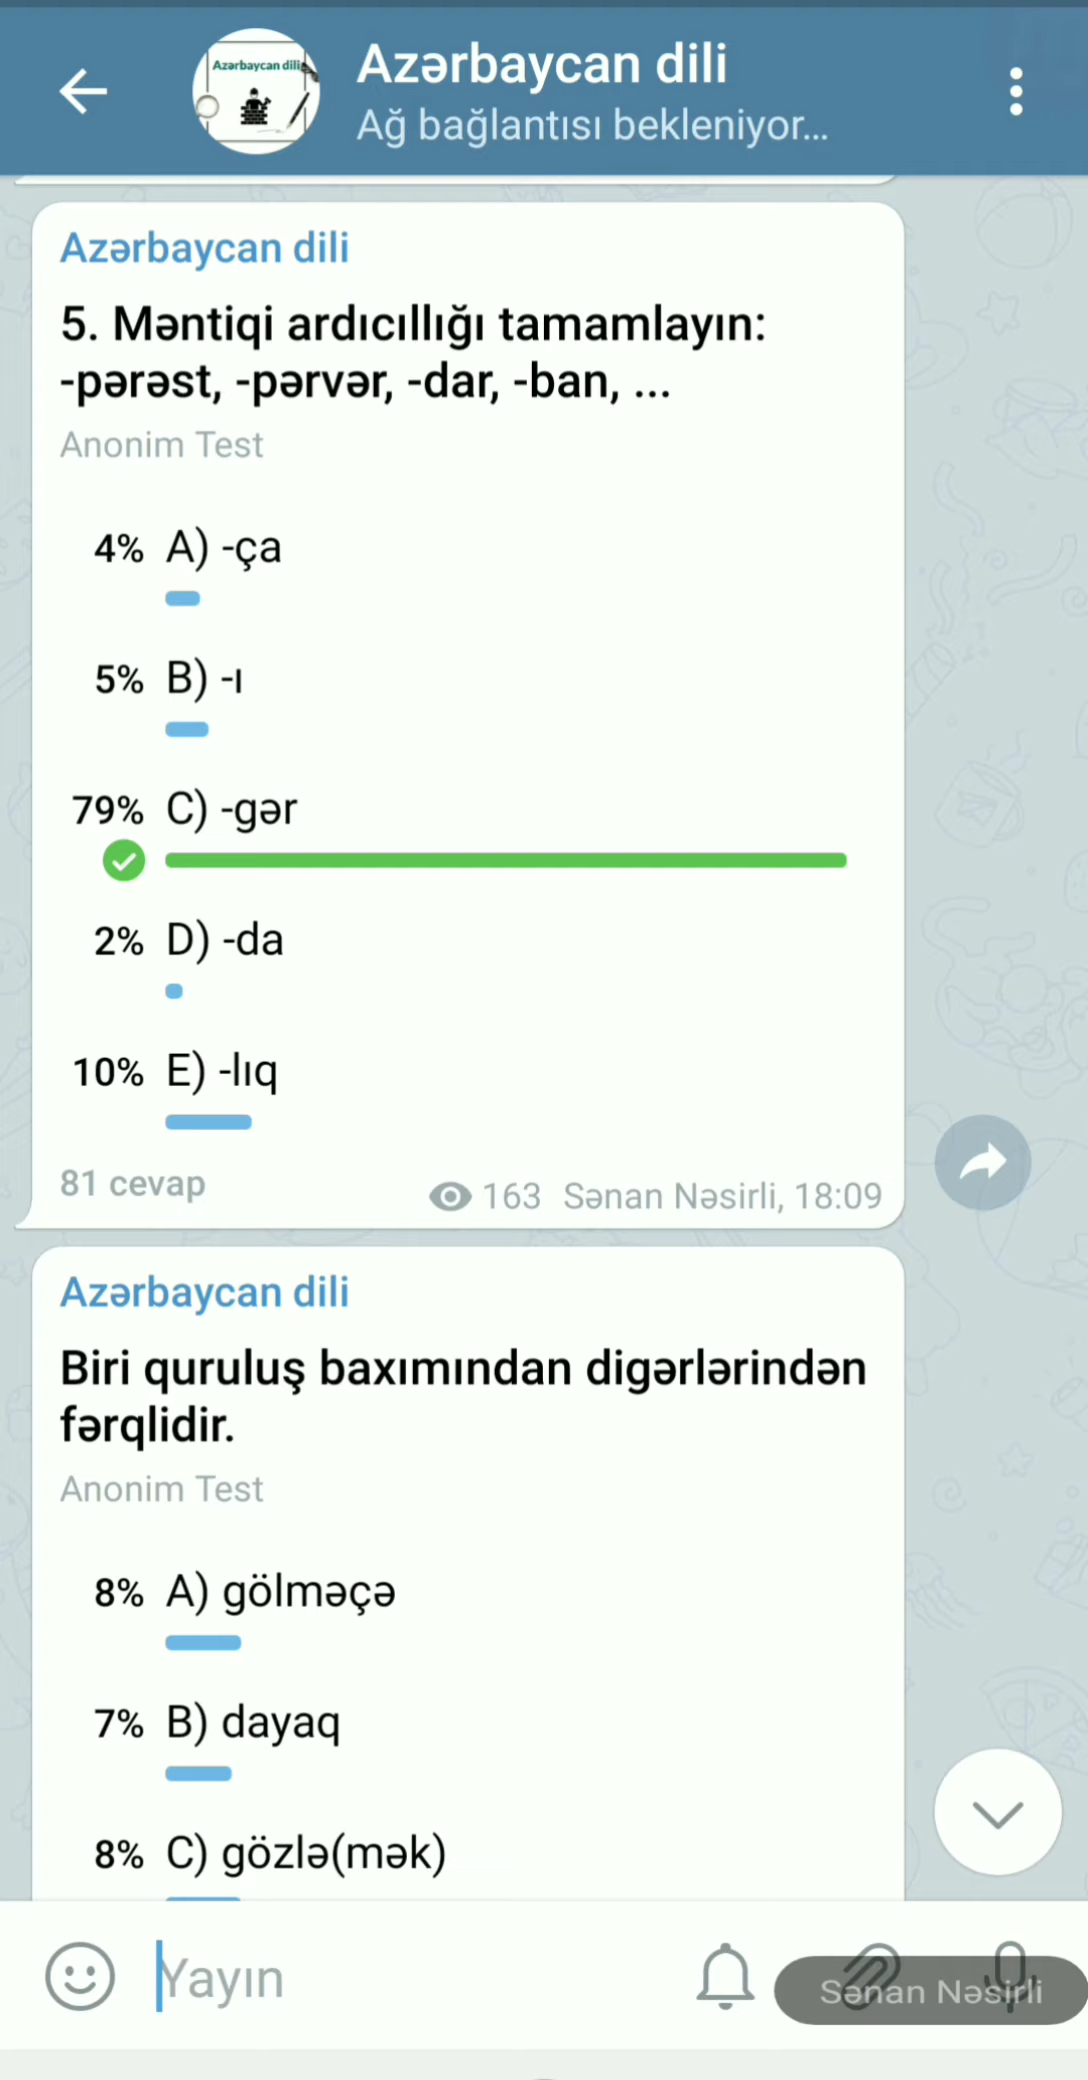 Azərbaycan dili
Azərbaycan dili
Ağ bağlantısı bekleniyor...
Azərbaycan dili
5. Məntiqi ardıcıllığı tamamlayın:
-pərəst, -pərvər, -dar, -ban, ...
Anonim Test
4% A) -ça
5% B) -ı
79% C) -gər
2% D) -da
10% E) -lıq
81 cevap
163 Sənan Nəsirli, 18:09
Azərbaycan dili
Biri quruluş baxımından digərlərindən
fərqlidir.
Anonim Test
8% A) gölməçə
7% B) dayaq
8% C) gözlə(mək)
Yayın
Sənan Nəsirli